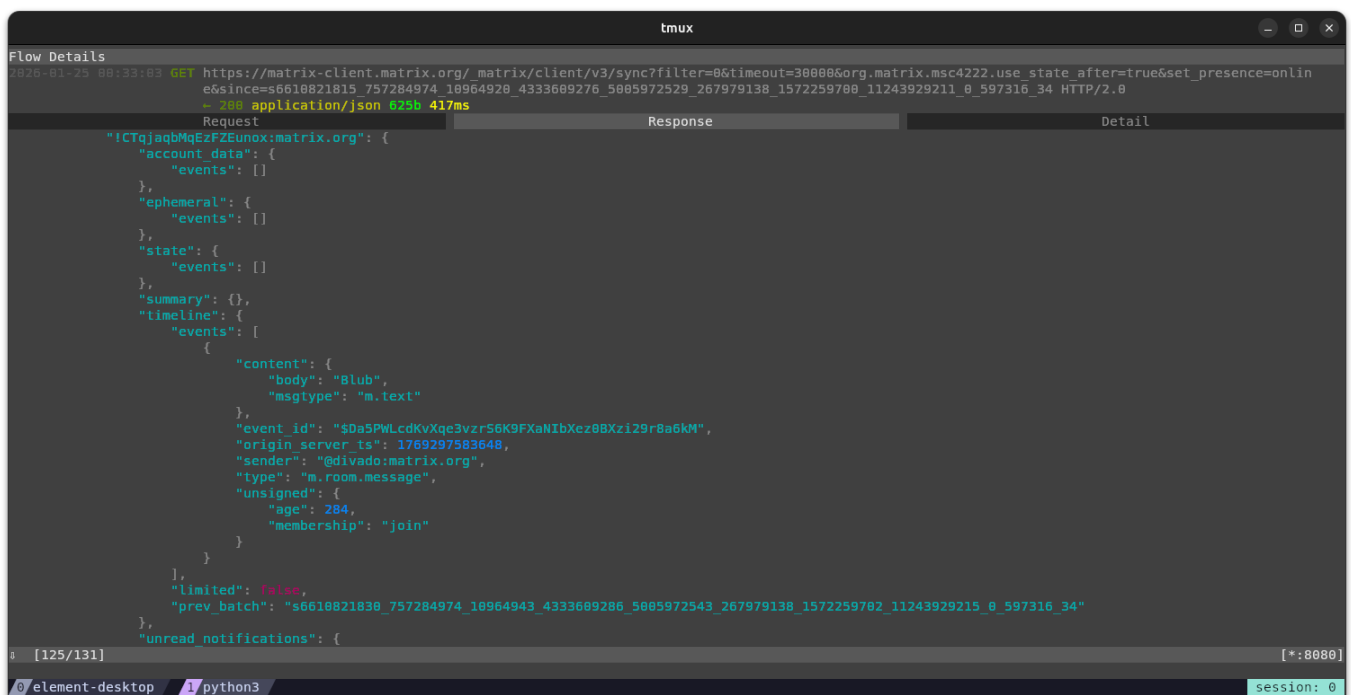 tmux
Flow Details
2026-01-25 00:33:03 GET https://matrix-client.matrix.org/_matrix/client/v3/sync?filter=0&timeout=30000&org.matrix.msc4222.use_state_after=true&set_presence=onlin
e&since=s6610821815_757284974_10964920_4333609276_5005972529_267979138_1572259700_11243929211_0_597316_34 HTTP/2.0
← 200 application/json 625b 417ms
Request Response Detail
"!CTqjaqbMqEzFZEunox:matrix.org": {
"account_data": {
"events": []
},
"ephemeral": {
"events": []
},
"state": {
"events": []
},
"summary": {},
"timeline": {
"events": [
{
"content": {
"body": "Blub",
"msgtype": "m.text"
},
"event_id": "$Da5PWLcdKvXqe3vzrS6K9FXaNIbXez0BXzi29r8a6kM",
"origin_server_ts": 1769297583648,
"sender": "@divado:matrix.org",
"type": "m.room.message",
"unsigned": {
"age": 284,
"membership": "join"
}
}
],
"limited": false,
"prev_batch": "s6610821830_757284974_10964943_4333609286_5005972543_267979138_1572259702_11243929215_0_597316_34"
},
"unread_notifications": {
⇩ [125/131] [*:8080]
0 element-desktop 1 python3 session: 0